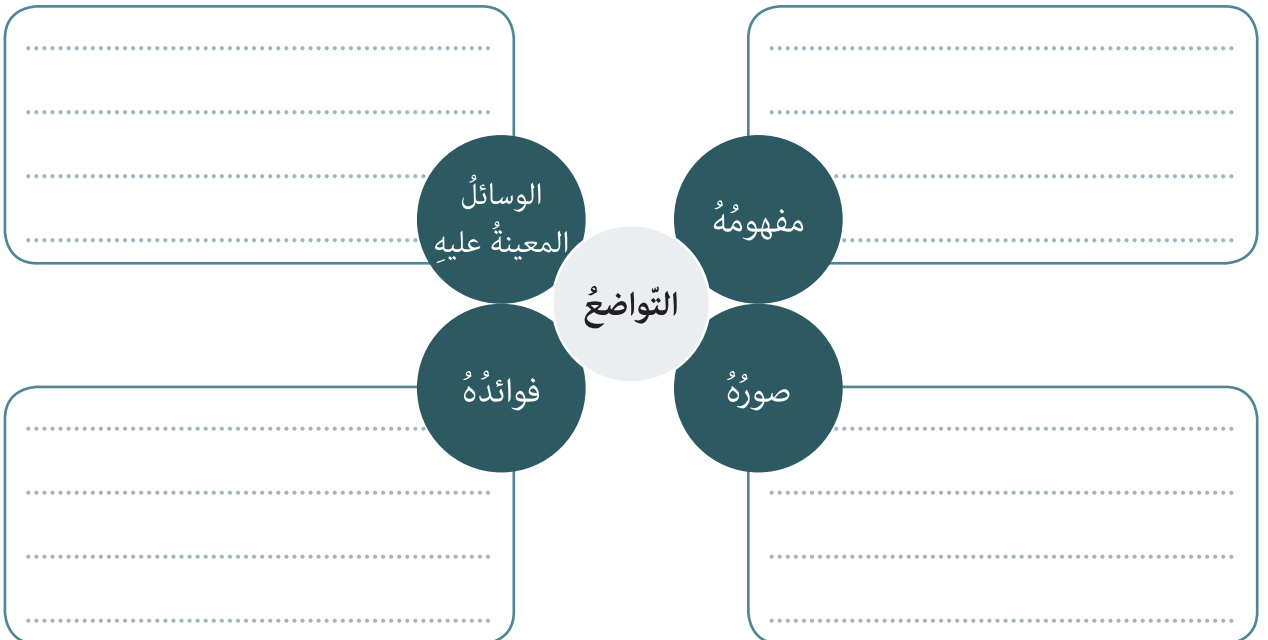 مفهومُهُ
الوسائلُ
المعينةُ عليهِ
التّواضعُ
صورُهُ
فوائدُهُ